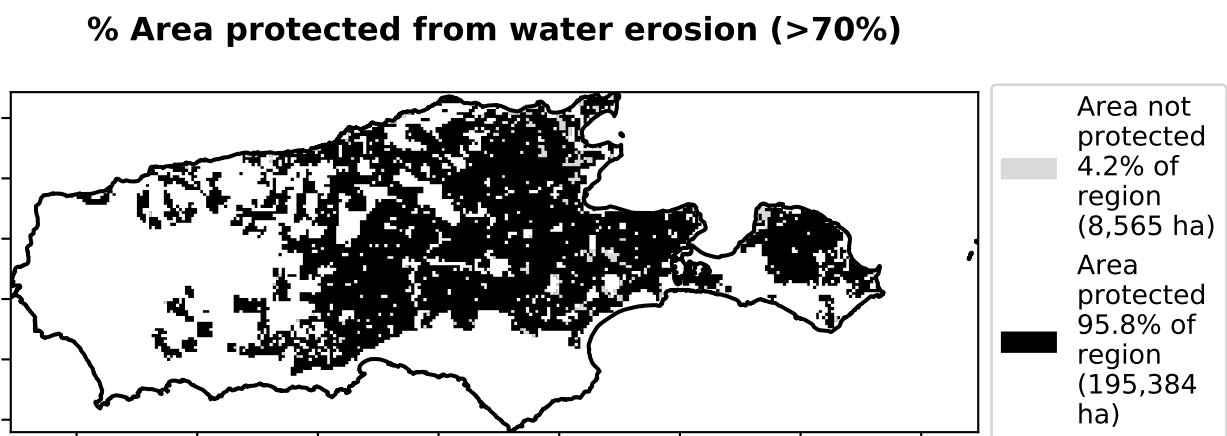 % Area protected from water erosion (>70%)
Area not
protected
4.2% of
region
(8,565 ha)
Area
protected
95.8% of
region
(195,384
ha)